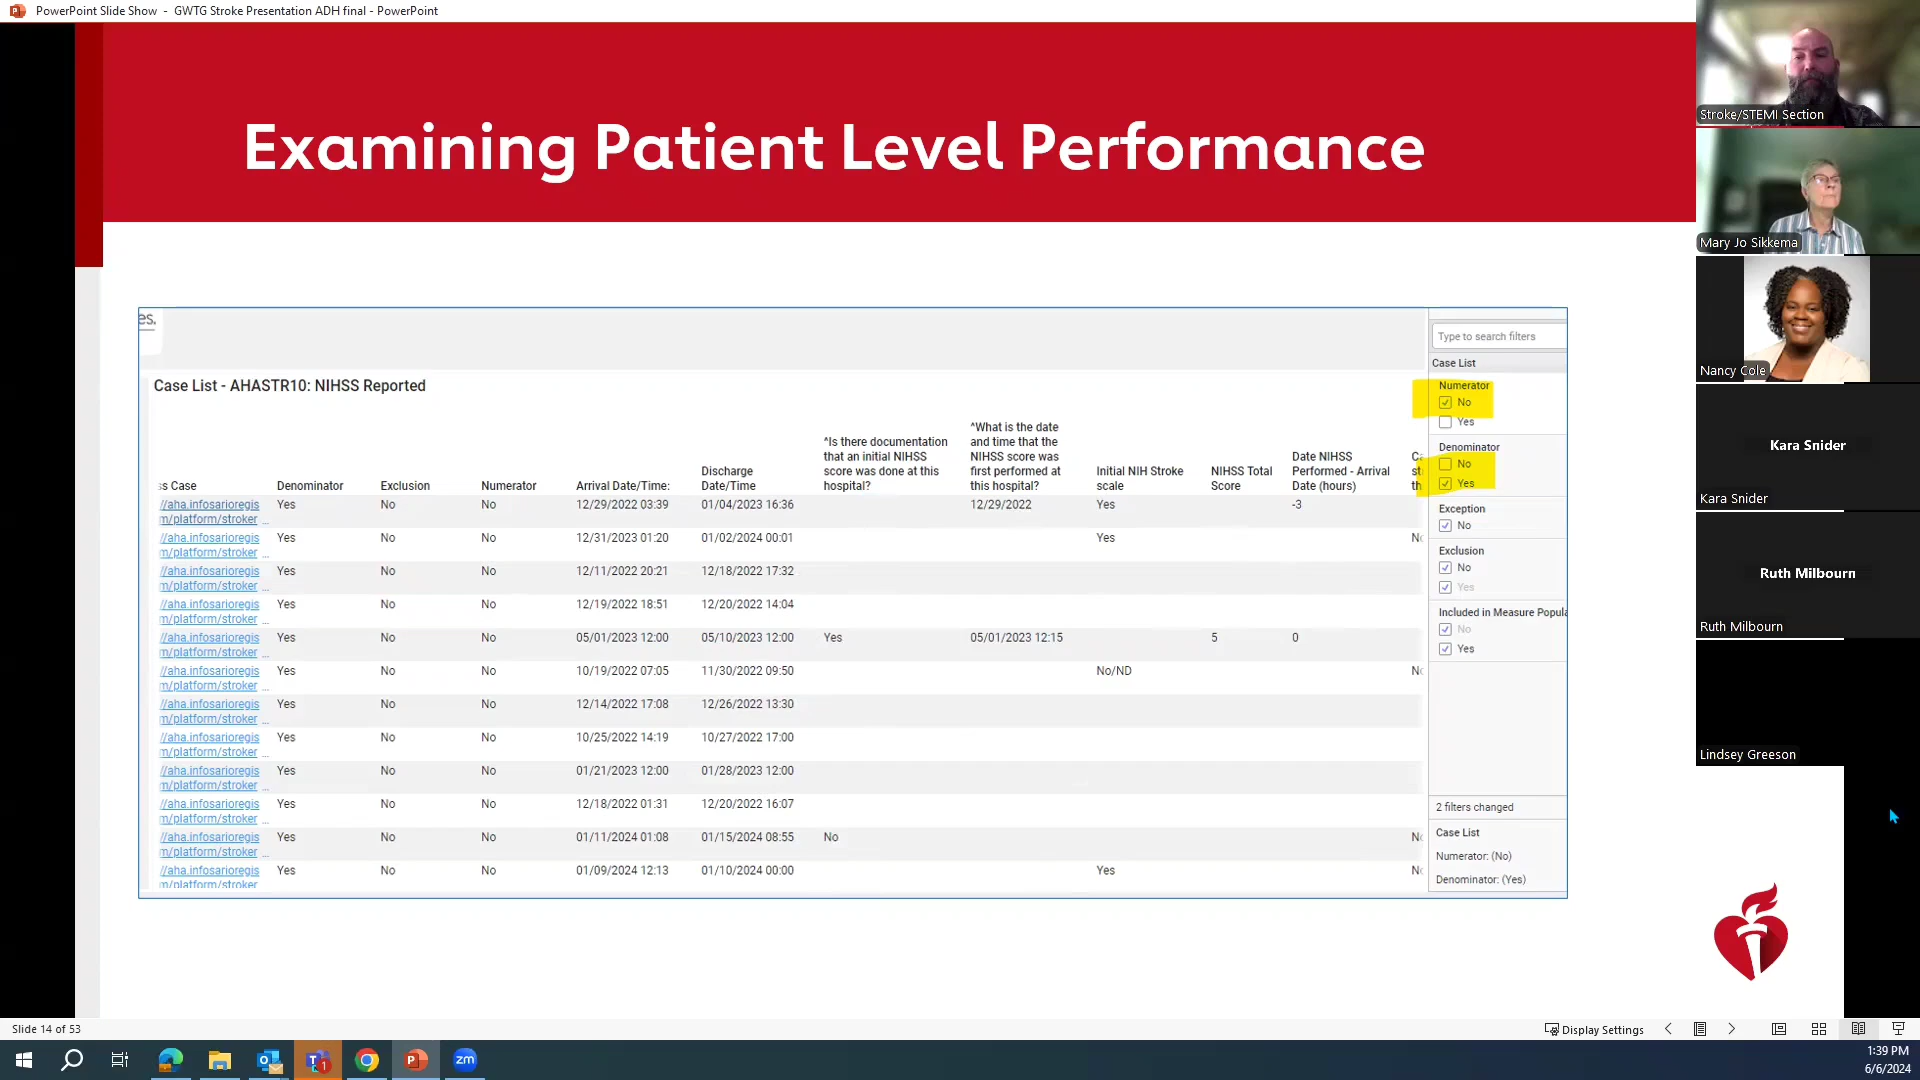 PowerPoint Slide Show - GWTG Stroke Presentation ADH final - PowerPoint
Examining Patient Level Performance
es.
Case List - AHASTR10: NIHSS Reported
s Case
Denominator
Exclusion
Numerator
Arrival Date/Time:
Discharge
Date/Time
^Is there documentation
that an initial NIHSS
score was done at this
hospital?
^What is the date
and time that the
NIHSS score was
first performed at
this hospital?
Initial NIH Stroke
scale
NIHSS Total
Score
Date NIHSS
Performed - Arrival
Date (hours)
//aha.infosarioregis Yes No No 12/29/2022 03:39 01/04/2023 16:36 12/29/2022 Yes -3
m/platform/stroker ...
//aha.infosarioregis Yes No No 12/31/2023 01:20 01/02/2024 00:01 Yes
m/platform/stroker ...
//aha.infosarioregis Yes No No 12/11/2022 20:21 12/18/2022 17:32
m/platform/stroker ...
//aha.infosarioregis Yes No No 12/19/2022 18:51 12/20/2022 14:04
m/platform/stroker ...
//aha.infosarioregis Yes No No 05/01/2023 12:00 05/10/2023 12:00 Yes 05/01/2023 12:15 5 0
m/platform/stroker ...
//aha.infosarioregis Yes No No 10/19/2022 07:05 11/30/2022 09:50 No/ND
m/platform/stroker ...
//aha.infosarioregis Yes No No 12/14/2022 17:08 12/26/2022 13:30
m/platform/stroker ...
//aha.infosarioregis Yes No No 10/25/2022 14:19 10/27/2022 17:00
m/platform/stroker ...
//aha.infosarioregis Yes No No 01/21/2023 12:00 01/28/2023 12:00
m/platform/stroker ...
//aha.infosarioregis Yes No No 12/18/2022 01:31 12/20/2022 16:07
m/platform/stroker ...
//aha.infosarioregis Yes No No 01/11/2024 01:08 01/15/2024 08:55 No
m/platform/stroker ...
//aha.infosarioregis Yes No No 01/09/2024 12:13 01/10/2024 00:00 Yes
m/platform/stroker
Type to search filters
Case List
Numerator
No
Yes
Denominator
No
Yes
Exception
No
Exclusion
No
Yes
Included in Measure Popula
No
Yes
2 filters changed
Case List
Numerator: (No)
Denominator: (Yes)
Stroke/STEMI Section
Mary Jo Sikkema
Nancy Cole
Kara Snider
Kara Snider
Ruth Milbourn
Ruth Milbourn
Lindsey Greeson
Slide 14 of 53
Display Settings
zm
1:39 PM
6/6/2024